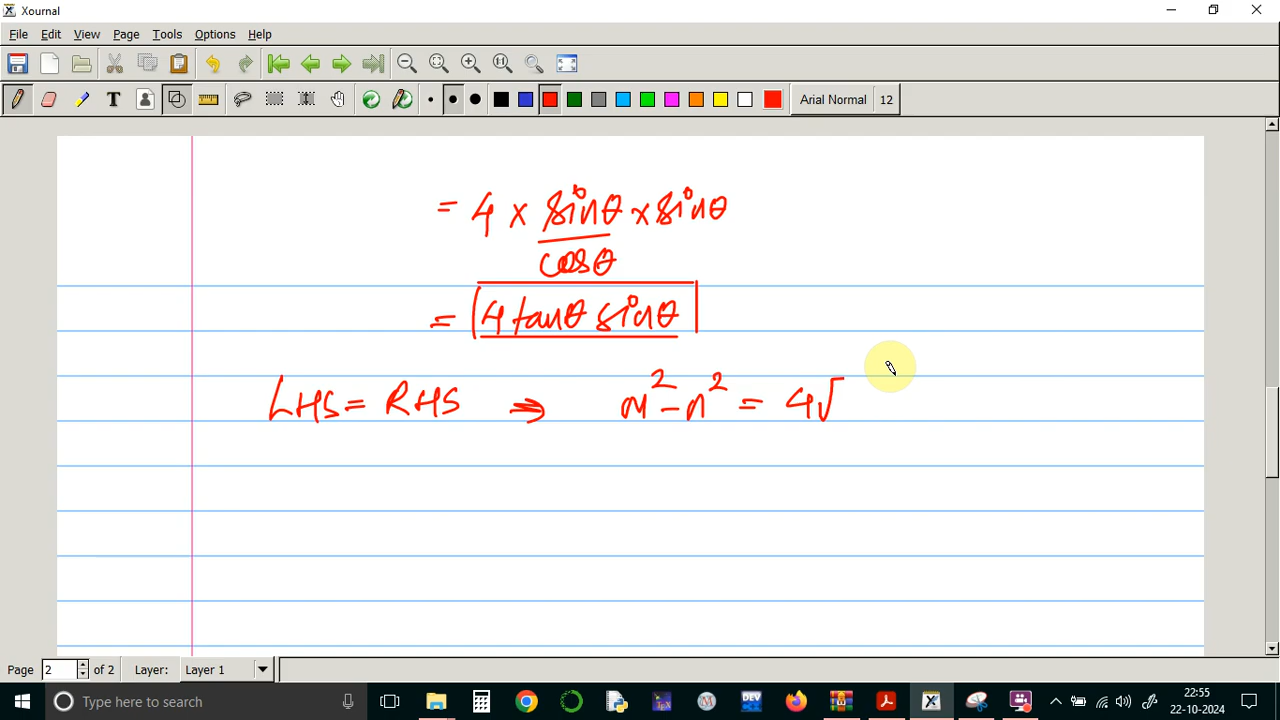 Xournal
File Edit View Page Tools Options Help
Arial Normal 12
= 4 × sinθ × sinθ
cosθ
= 4 tanθ sinθ
LHS = RHS ⇒ m² - n² = 4√
Page 2 of 2 Layer: Layer 1
Type here to search
22:55
22-10-2024